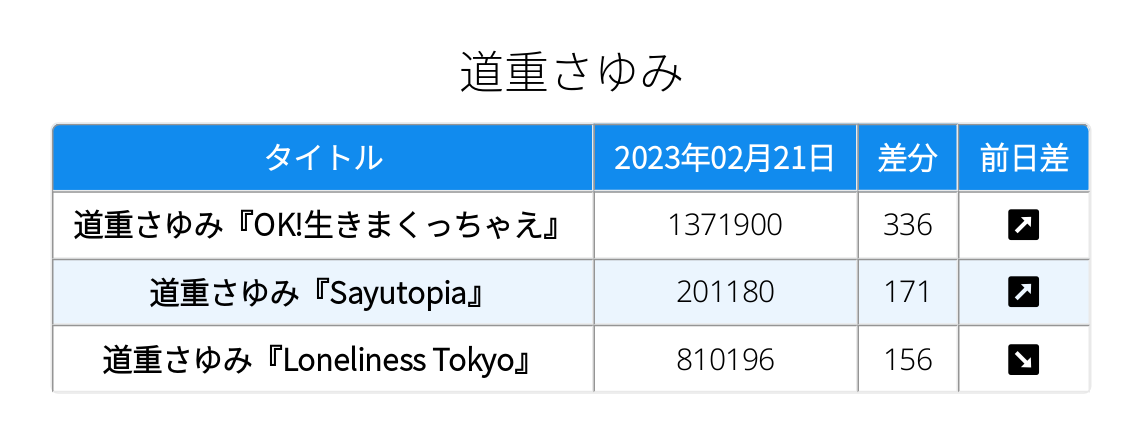 道重さゆみ
タイトル 2023年02月21日 差分 前日差
道重さゆみ『OK!生きまくっちゃえ』 1371900 336 ↗
道重さゆみ『Sayutopia』 201180 171 ↗
道重さゆみ『Loneliness Tokyo』 810196 156 ↘